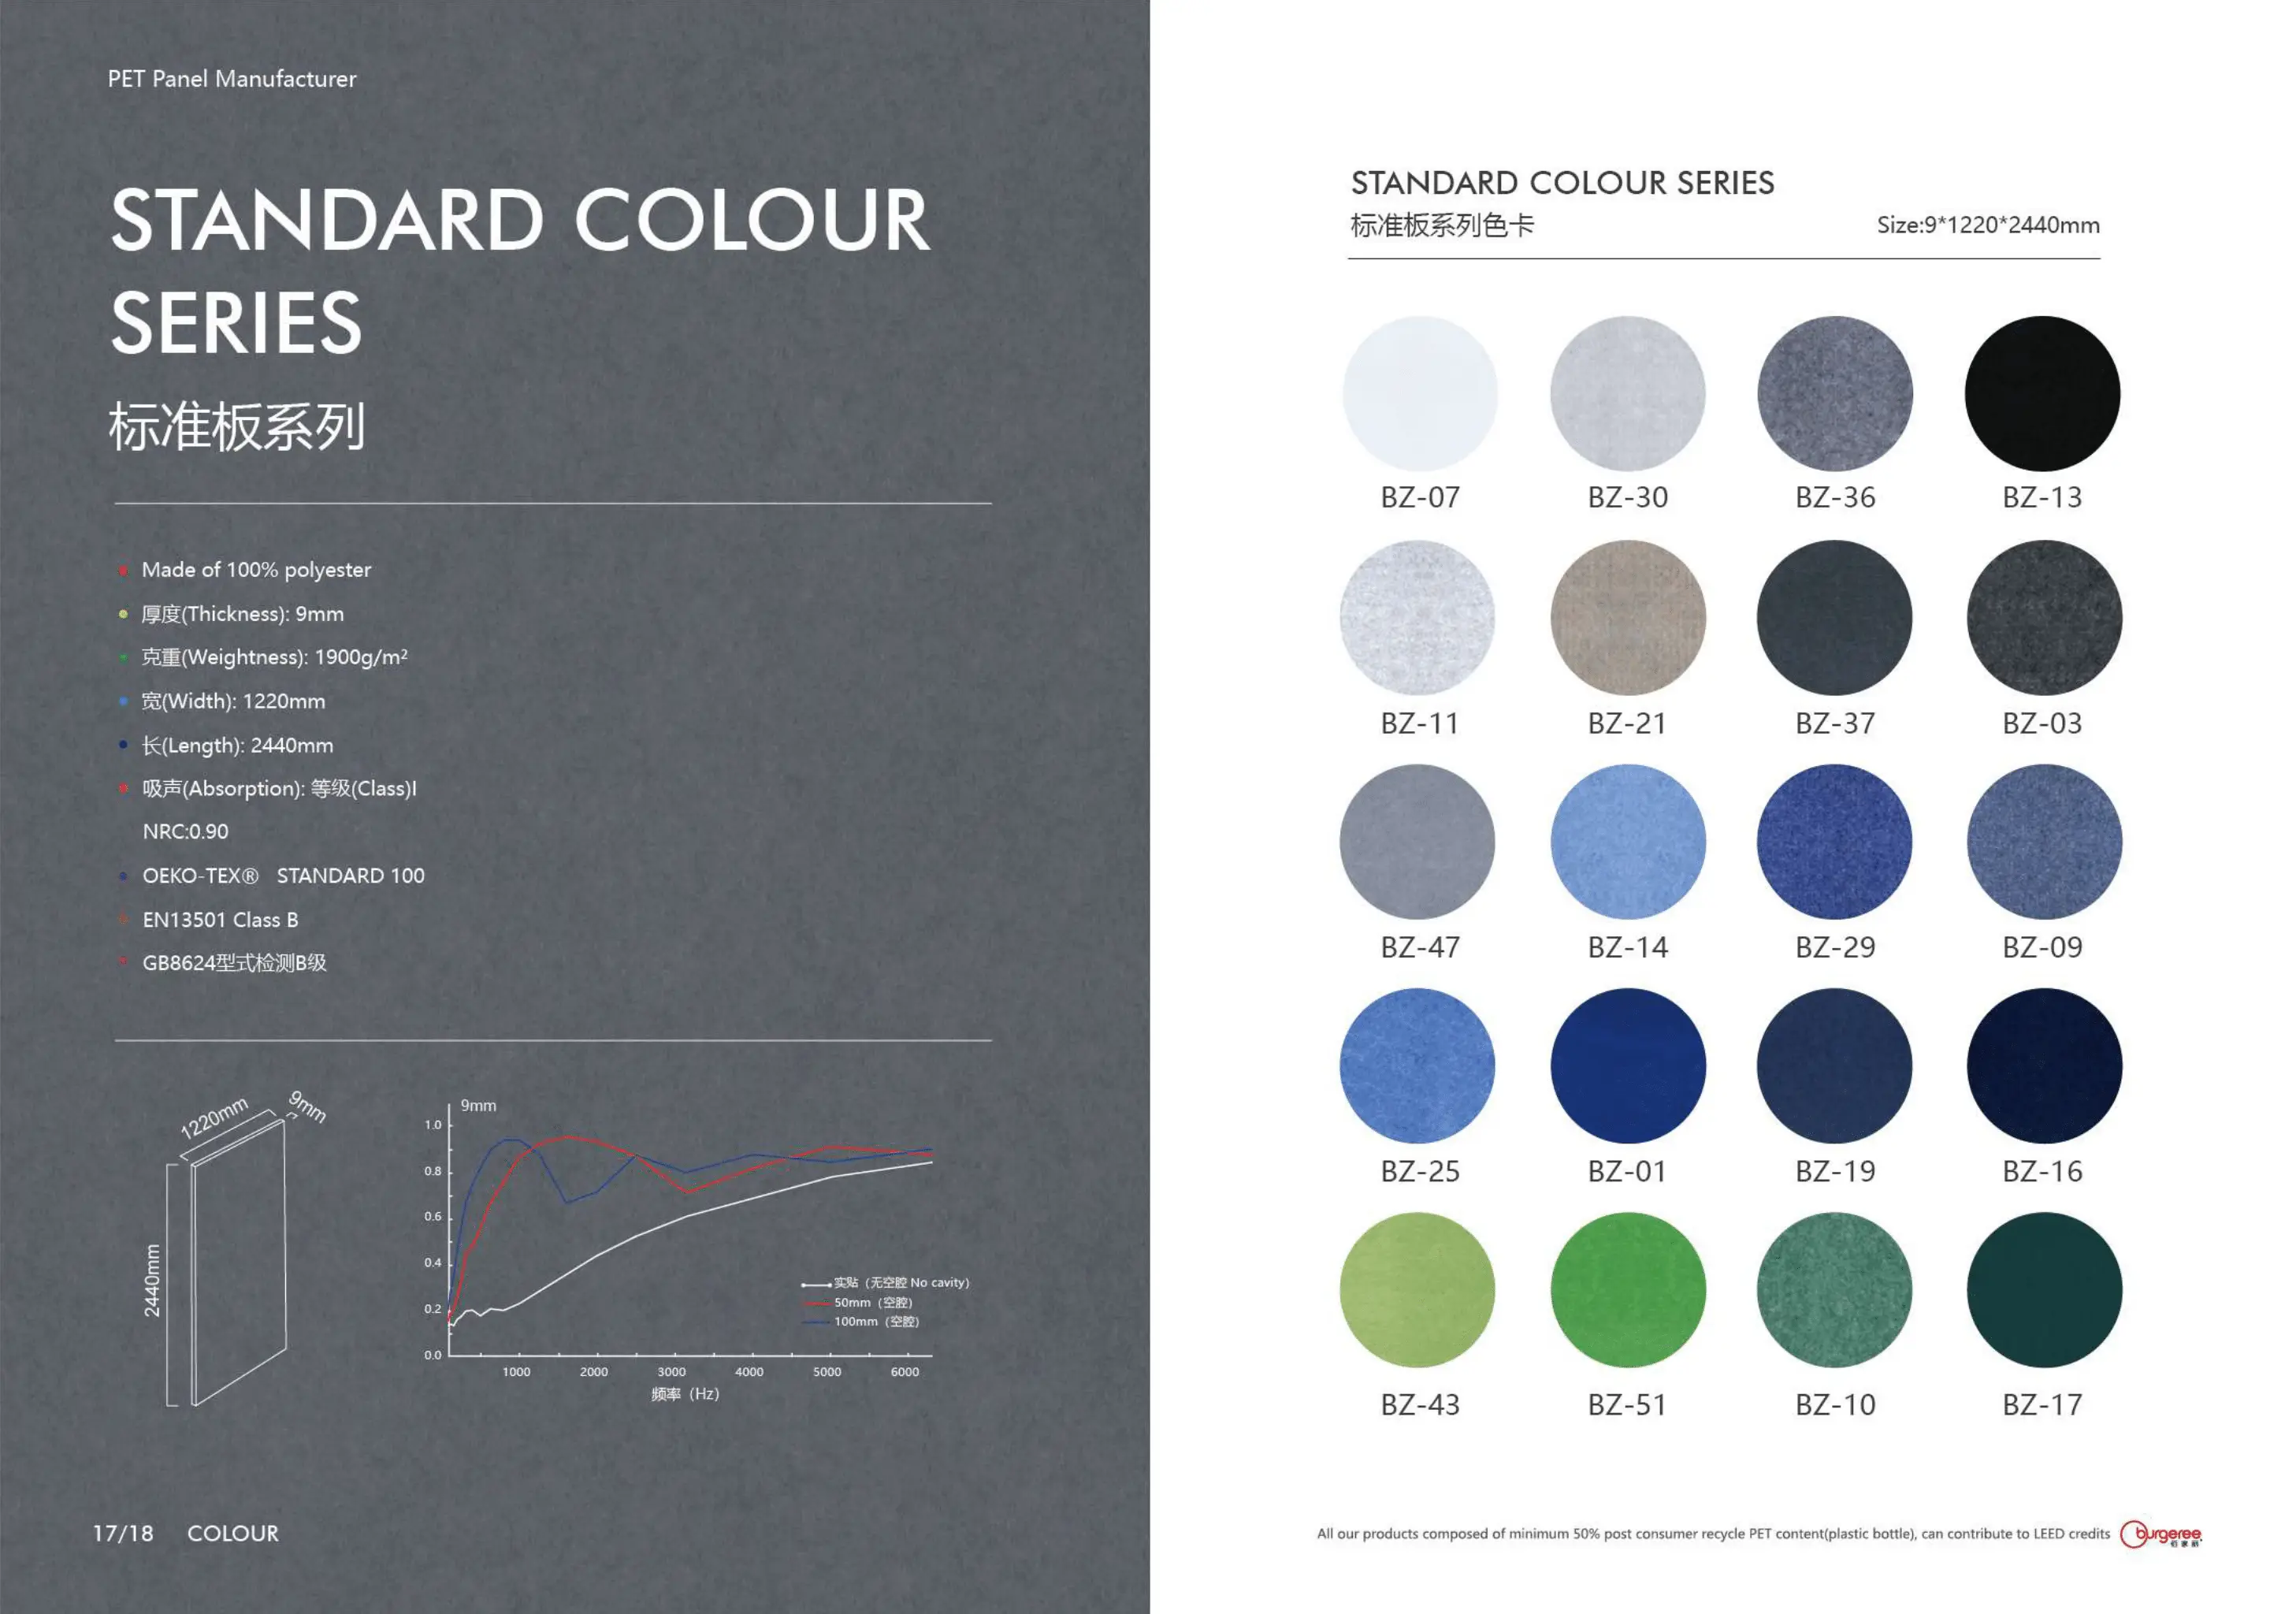 PET Panel Manufacturer
STANDARD COLOUR
SERIES
标准板系列
Made of 100% polyester
厚度(Thickness): 9mm
克重(Weightness): 1900g/m²
宽(Width): 1220mm
长(Length): 2440mm
吸声(Absorption): 等级(Class)I
NRC:0.90
OEKO-TEX® STANDARD 100
EN13501 Class B
GB8624型式检测B级
1220mm
9mm
2440mm
9mm
1.0
0.8
0.6
0.4
0.2
0.0
实贴（无空腔 No cavity）
50mm（空腔）
100mm（空腔）
1000 2000 3000 4000 5000 6000
频率（Hz）
17/18 COLOUR
STANDARD COLOUR SERIES
标准板系列色卡 Size:9*1220*2440mm
BZ-07 BZ-30 BZ-36 BZ-13
BZ-11 BZ-21 BZ-37 BZ-03
BZ-47 BZ-14 BZ-29 BZ-09
BZ-25 BZ-01 BZ-19 BZ-16
BZ-43 BZ-51 BZ-10 BZ-17
All our products composed of minimum 50% post consumer recycle PET content(plastic bottle), can contribute to LEED credits
burgeree